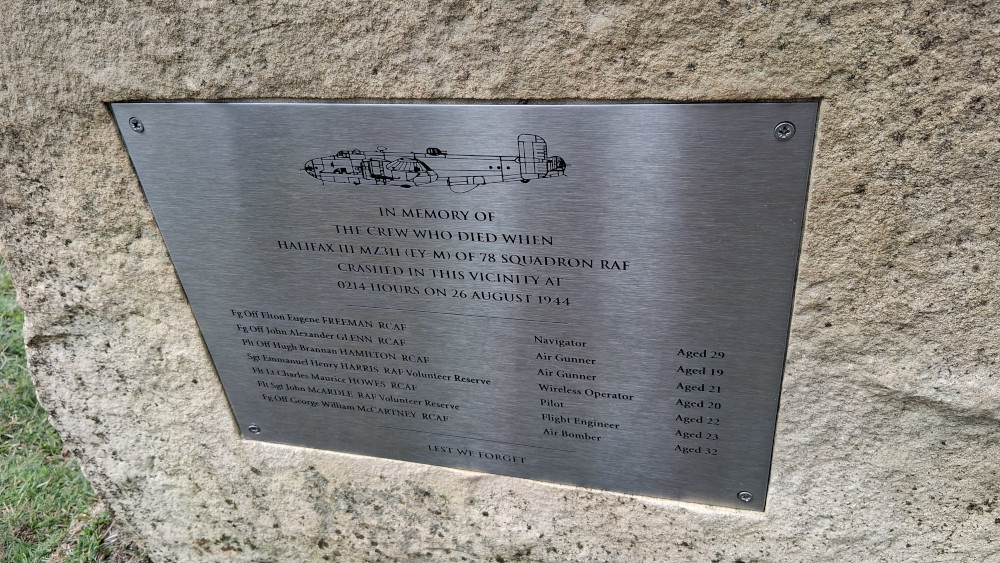 IN MEMORY OF
THE CREW WHO DIED WHEN
HALIFAX III MZ311 (EY-M) OF 78 SQUADRON RAF
CRASHED IN THIS VICINITY AT
0214 HOURS ON 26 AUGUST 1944
Fg Off Elton Eugene FREEMAN RCAF Navigator Aged 29
Fg Off John Alexander GLENN RCAF Air Gunner Aged 19
Plt Off Hugh Brannan HAMILTON RCAF Air Gunner Aged 21
Sgt Emmanuel Henry HARRIS RAF Volunteer Reserve Wireless Operator Aged 20
Flt Lt Charles Maurice HOWES RCAF Pilot Aged 22
Flt Sgt John McARDLE RAF Volunteer Reserve Flight Engineer Aged 23
Fg Off George William McCARTNEY RCAF Air Bomber Aged 32
LEST WE FORGET